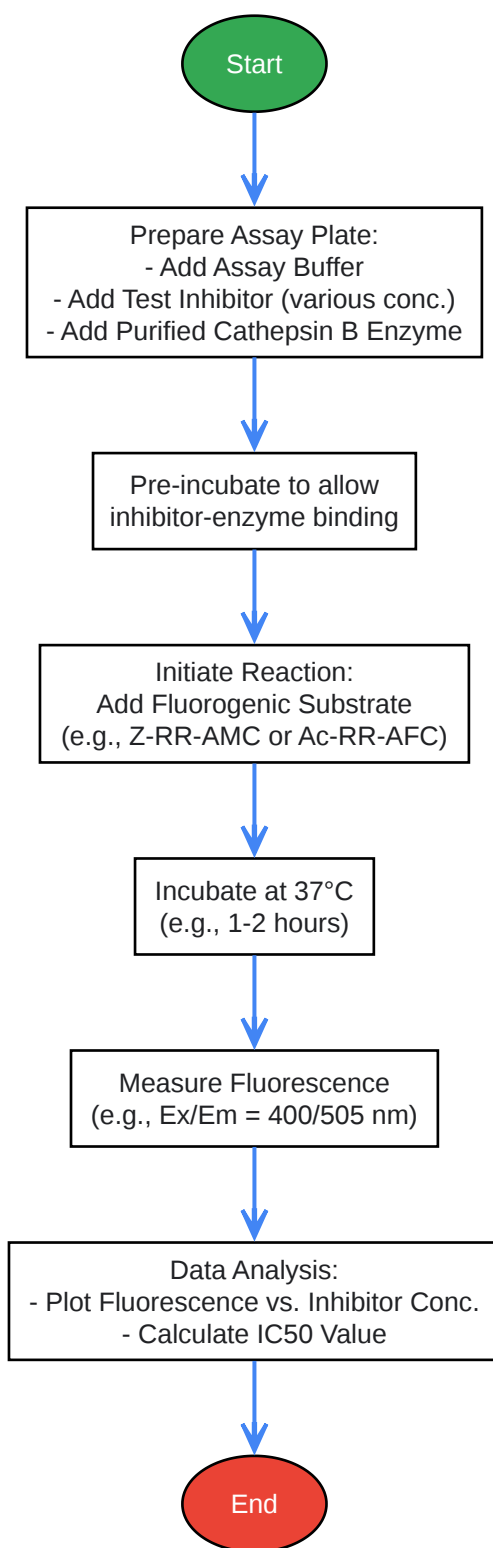 Start
Prepare Assay Plate:
- Add Assay Buffer
- Add Test Inhibitor (various conc.)
- Add Purified Cathepsin B Enzyme
Pre-incubate to allow
inhibitor-enzyme binding
Initiate Reaction:
Add Fluorogenic Substrate
(e.g., Z-RR-AMC or Ac-RR-AFC)
Incubate at 37°C
(e.g., 1-2 hours)
Measure Fluorescence
(e.g., Ex/Em = 400/505 nm)
Data Analysis:
- Plot Fluorescence vs. Inhibitor Conc.
- Calculate IC50 Value
End